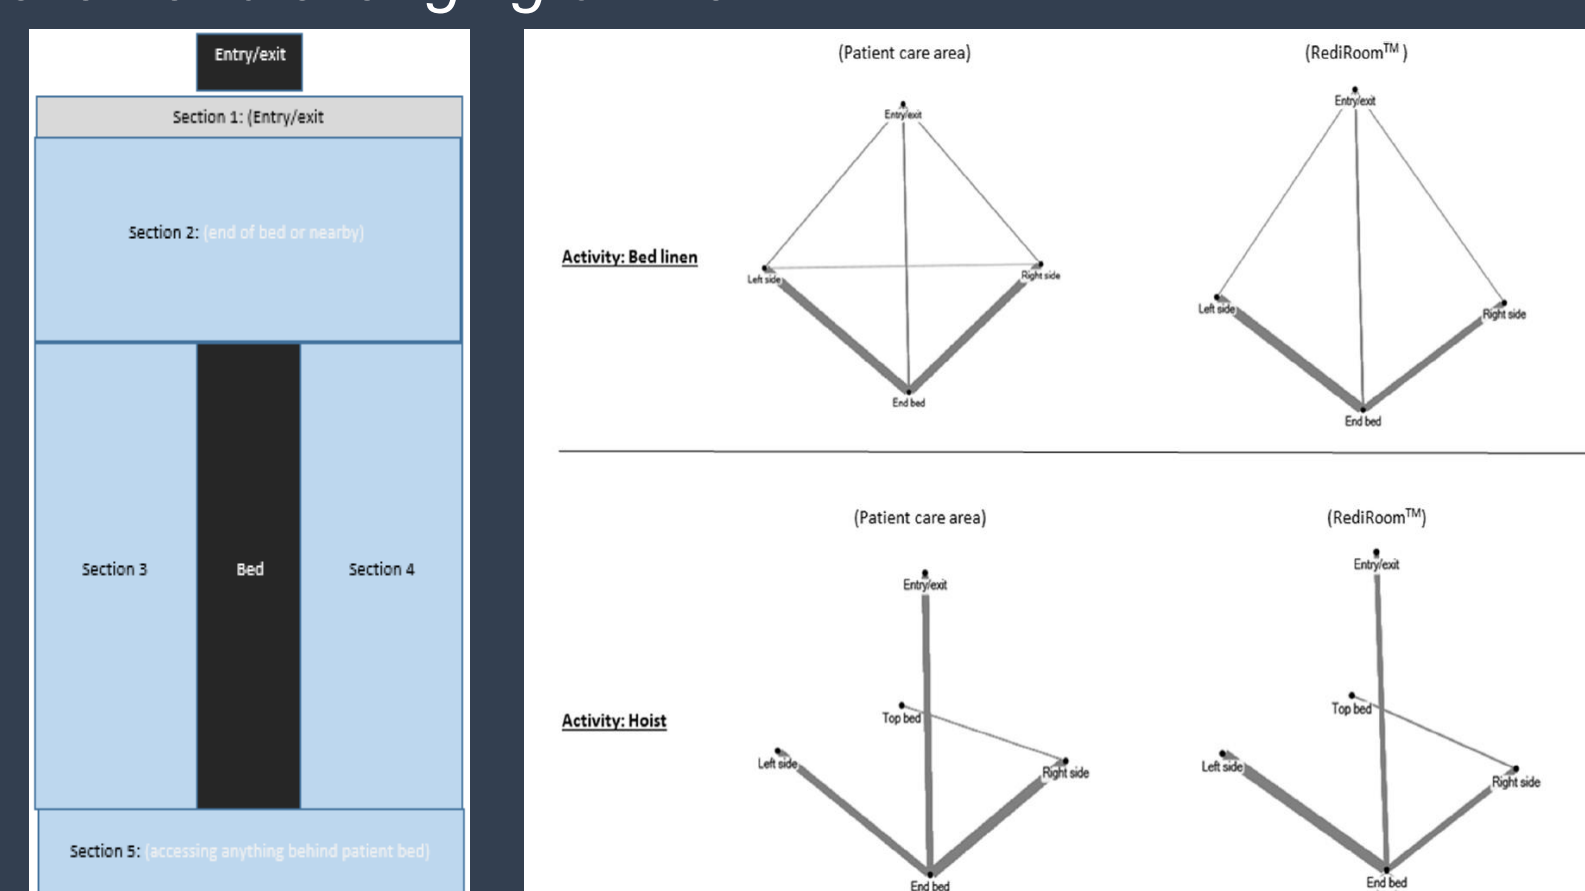 Entry/exit
Section 1: (Entry/exit
Section 2: (end of bed or nearby)
Section 3
Bed
Section 4
Section 5: (accessing anything behind patient bed)
(Patient care area)
(RediRoom™ )
Activity: Bed linen
Entry/exit
Left side
Right side
End bed
Entry/exit
Left side
Right side
End bed
(Patient care area)
(RediRoom™)
Activity: Hoist
Entry/exit
Top bed
Left side
Right side
End bed
Entry/exit
Top bed
Left side
Right side
End bed